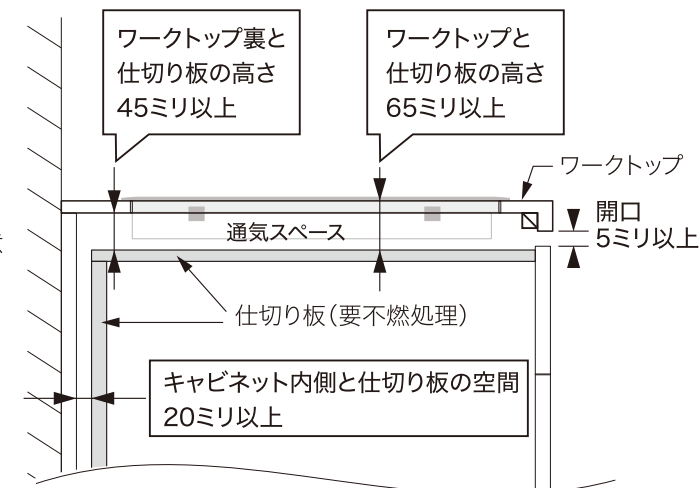 ワークトップ裏と
仕切り板の高さ
45ミリ以上
ワークトップと
仕切り板の高さ
65ミリ以上
ワークトップ
開口
5ミリ以上
通気スペース
仕切り板(要不燃処理)
キャビネット内側と仕切り板の空間
20ミリ以上